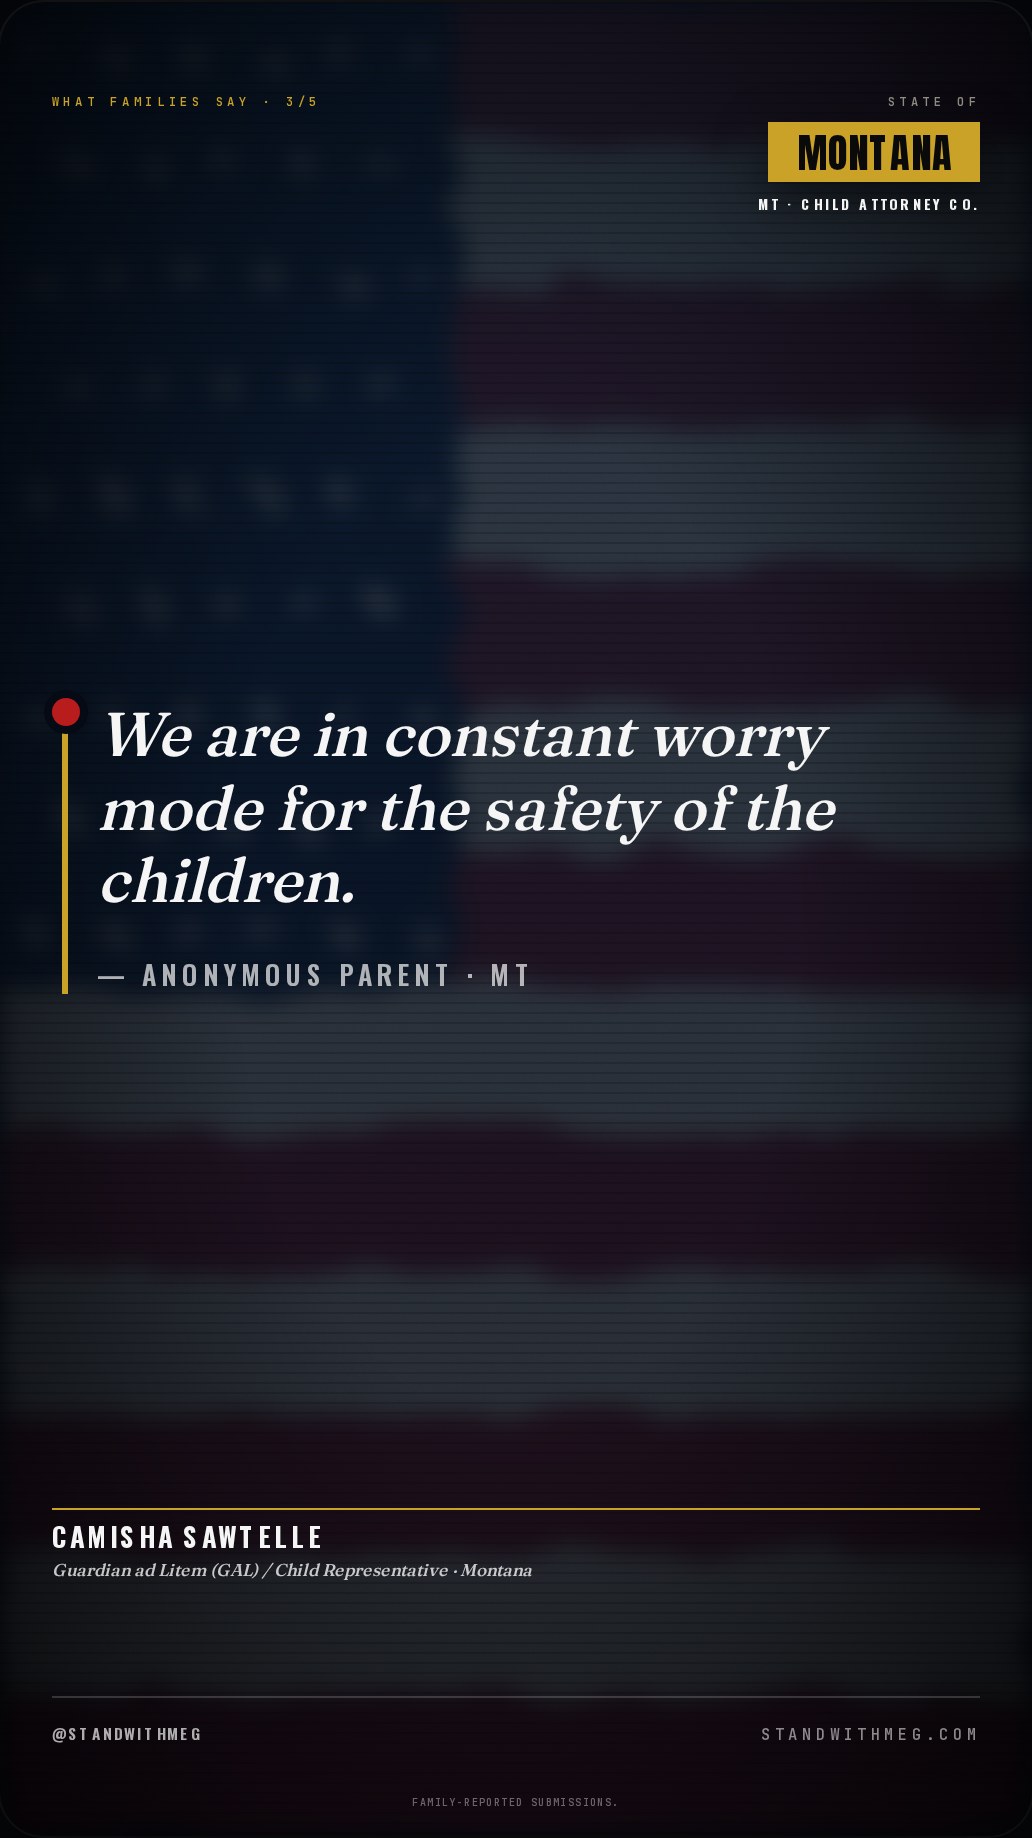 WHAT FAMILIES SAY · 3/5
STATE OF
MONTANA
MT · CHILD ATTORNEY CO.
We are in constant worry
mode for the safety of the
children.
— ANONYMOUS PARENT · MT
CAMISHA SAWTELLE
Guardian ad Litem (GAL) / Child Representative · Montana
@STANDWITHMEG
STANDWITHMEG.COM
FAMILY-REPORTED SUBMISSIONS.